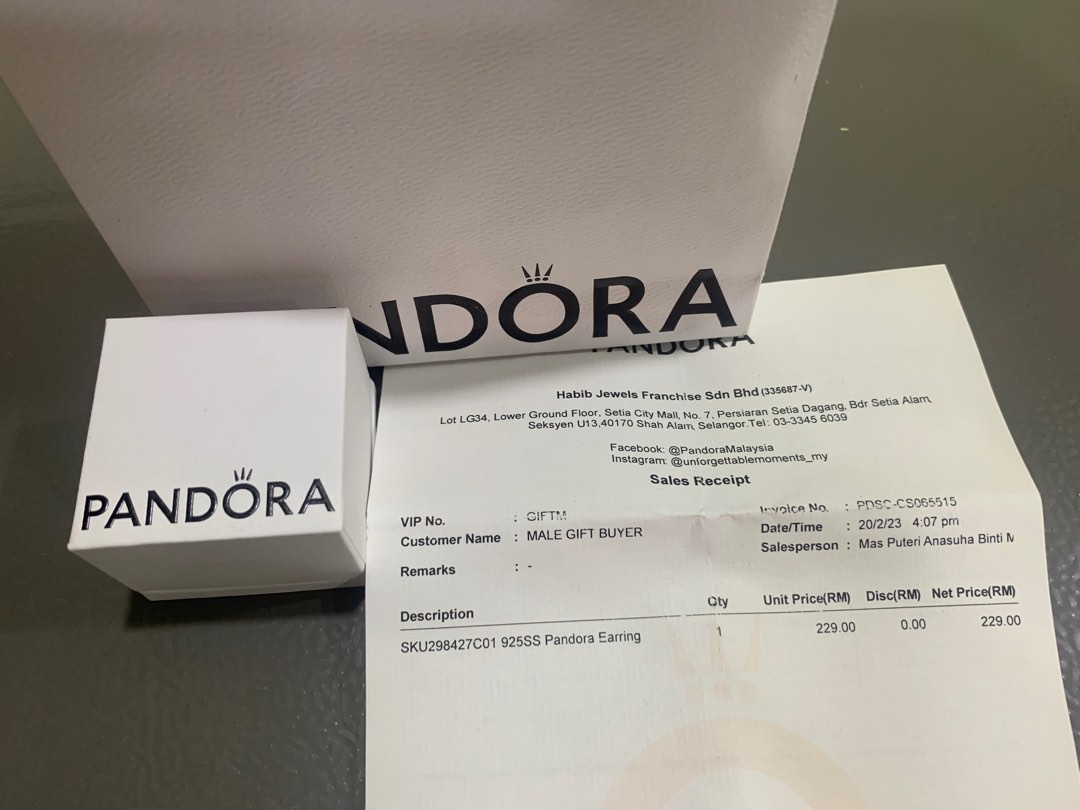 PANDORA
PANDORA
PANDORA
Habib Jewels Franchise Sdn Bhd (335687-V)
Lot LG34, Lower Ground Floor, Setia City Mall, No. 7, Persiaran Setia Dagang, Bdr Setia Alam,
Seksyen U13,40170 Shah Alam, Selangor.Tel: 03-3345 6039
Facebook: @PandoraMalaysia
Instagram: @unforgettablemoments_my
Sales Receipt
VIP No. : GIFTM
Invoice No. : PDSC-CS065515
Customer Name : MALE GIFT BUYER
Date/Time : 20/2/23 4:07 pm
Salesperson : Mas Puteri Anasuha Binti M
Remarks : -
Description Qty Unit Price(RM) Disc(RM) Net Price(RM)
SKU298427C01 925SS Pandora Earring 1 229.00 0.00 229.00